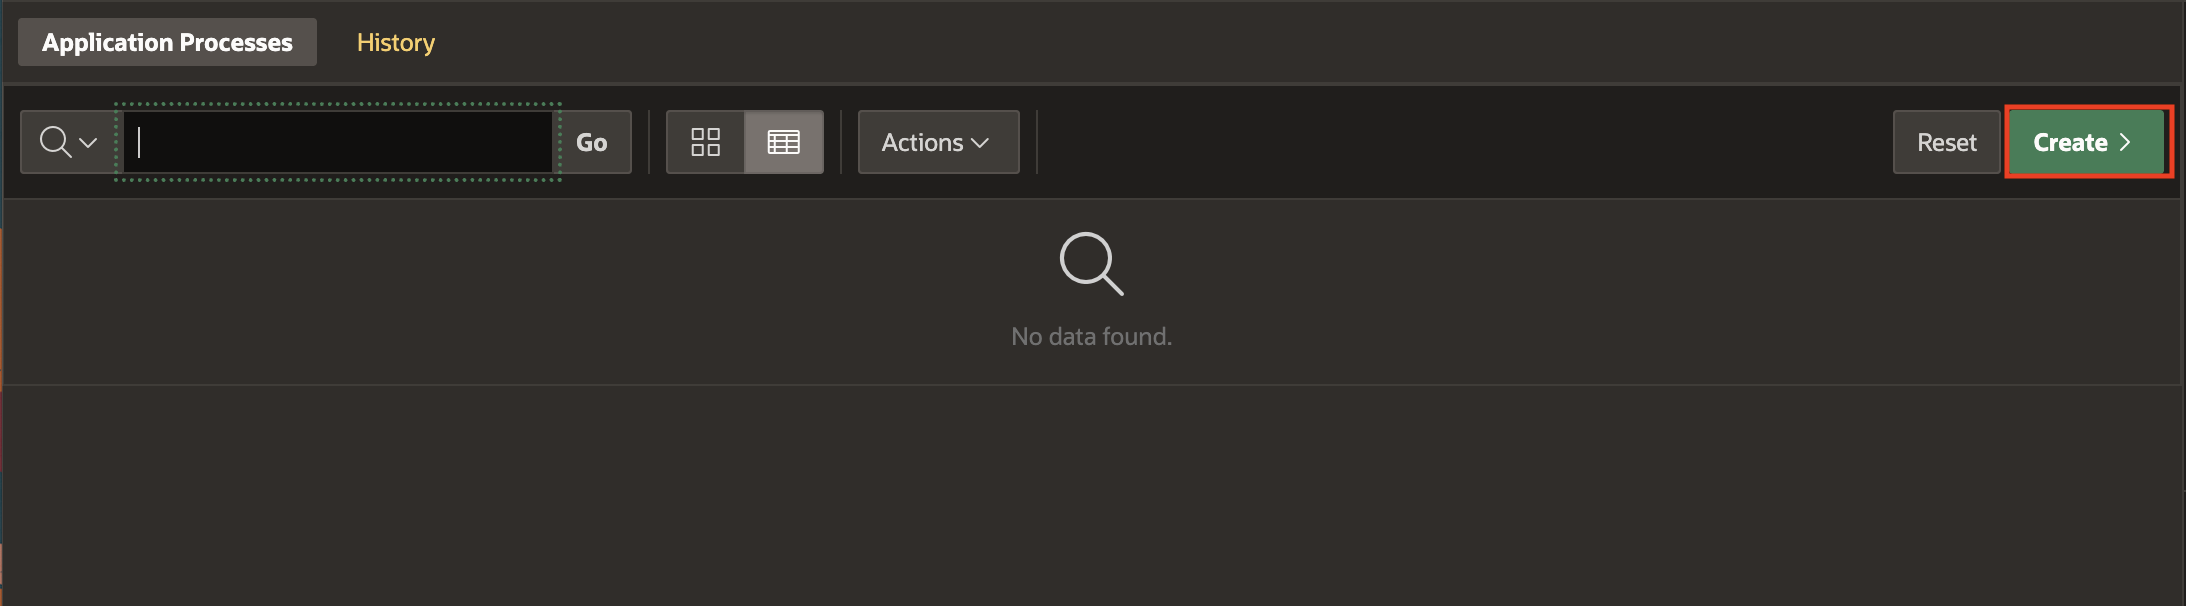 Application Processes History
Go Actions Reset Create
No data found.